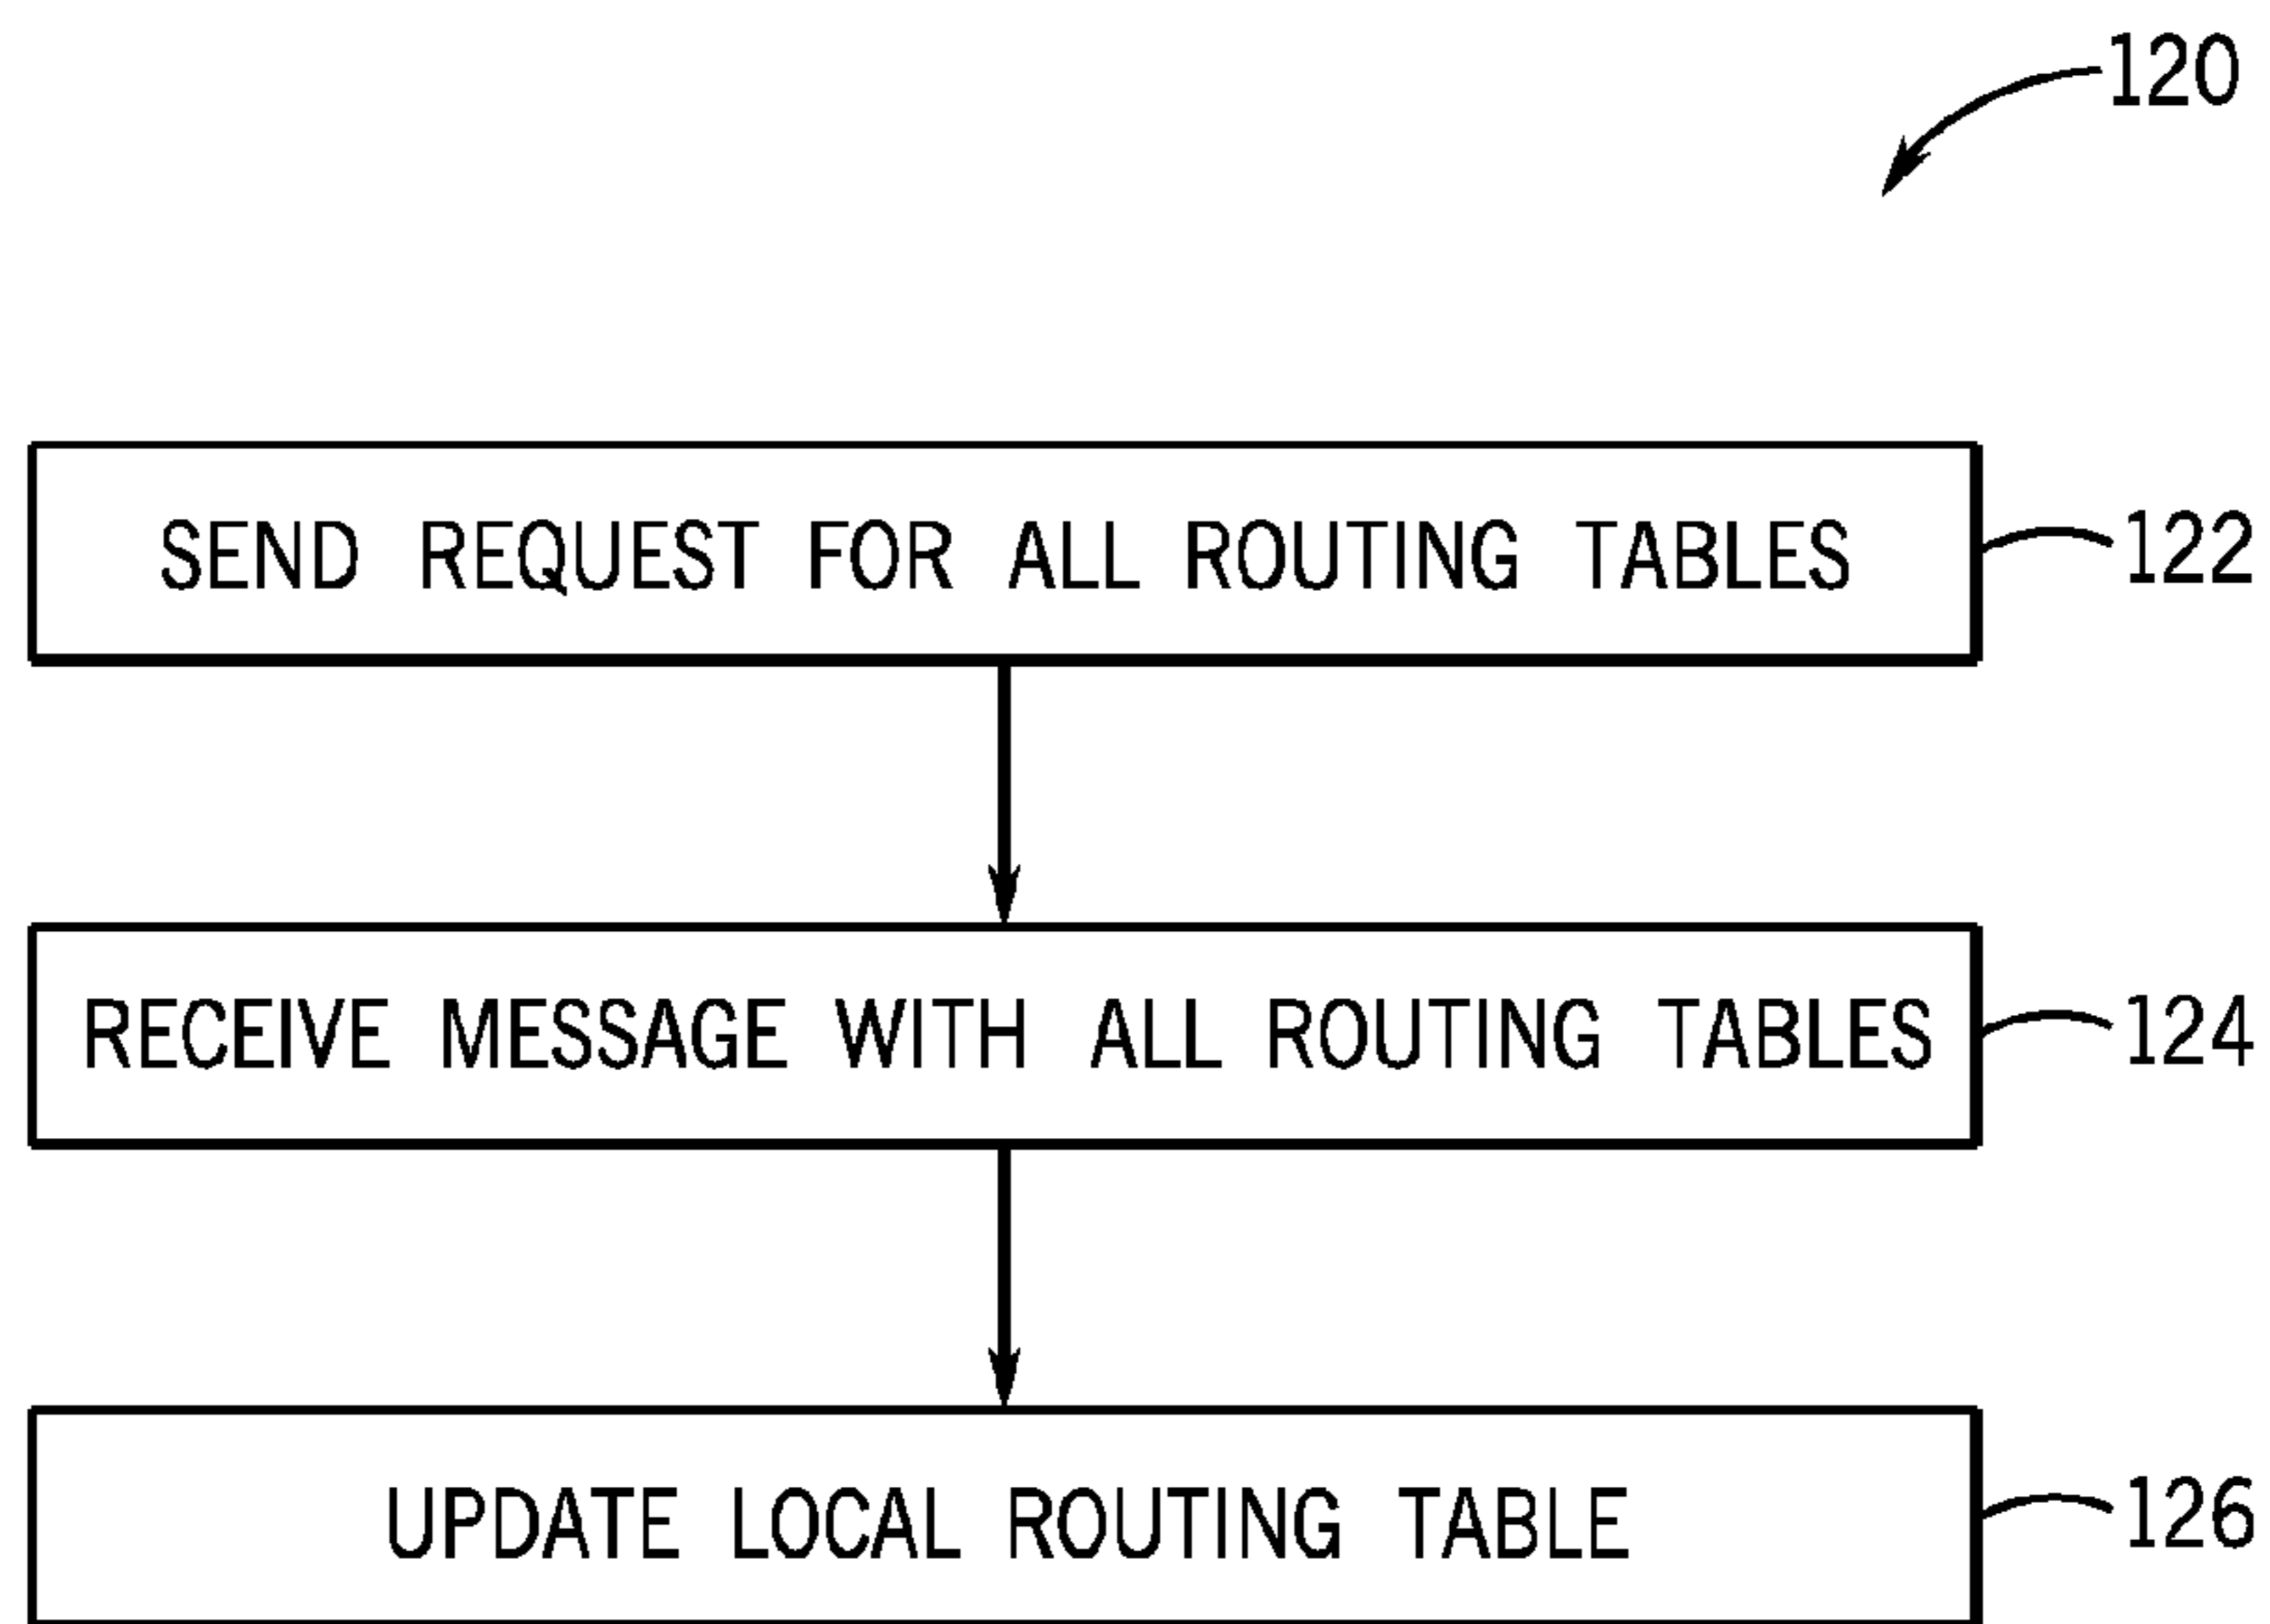 120
SEND REQUEST FOR ALL ROUTING TABLES
122
RECEIVE MESSAGE WITH ALL ROUTING TABLES
124
UPDATE LOCAL ROUTING TABLE
126